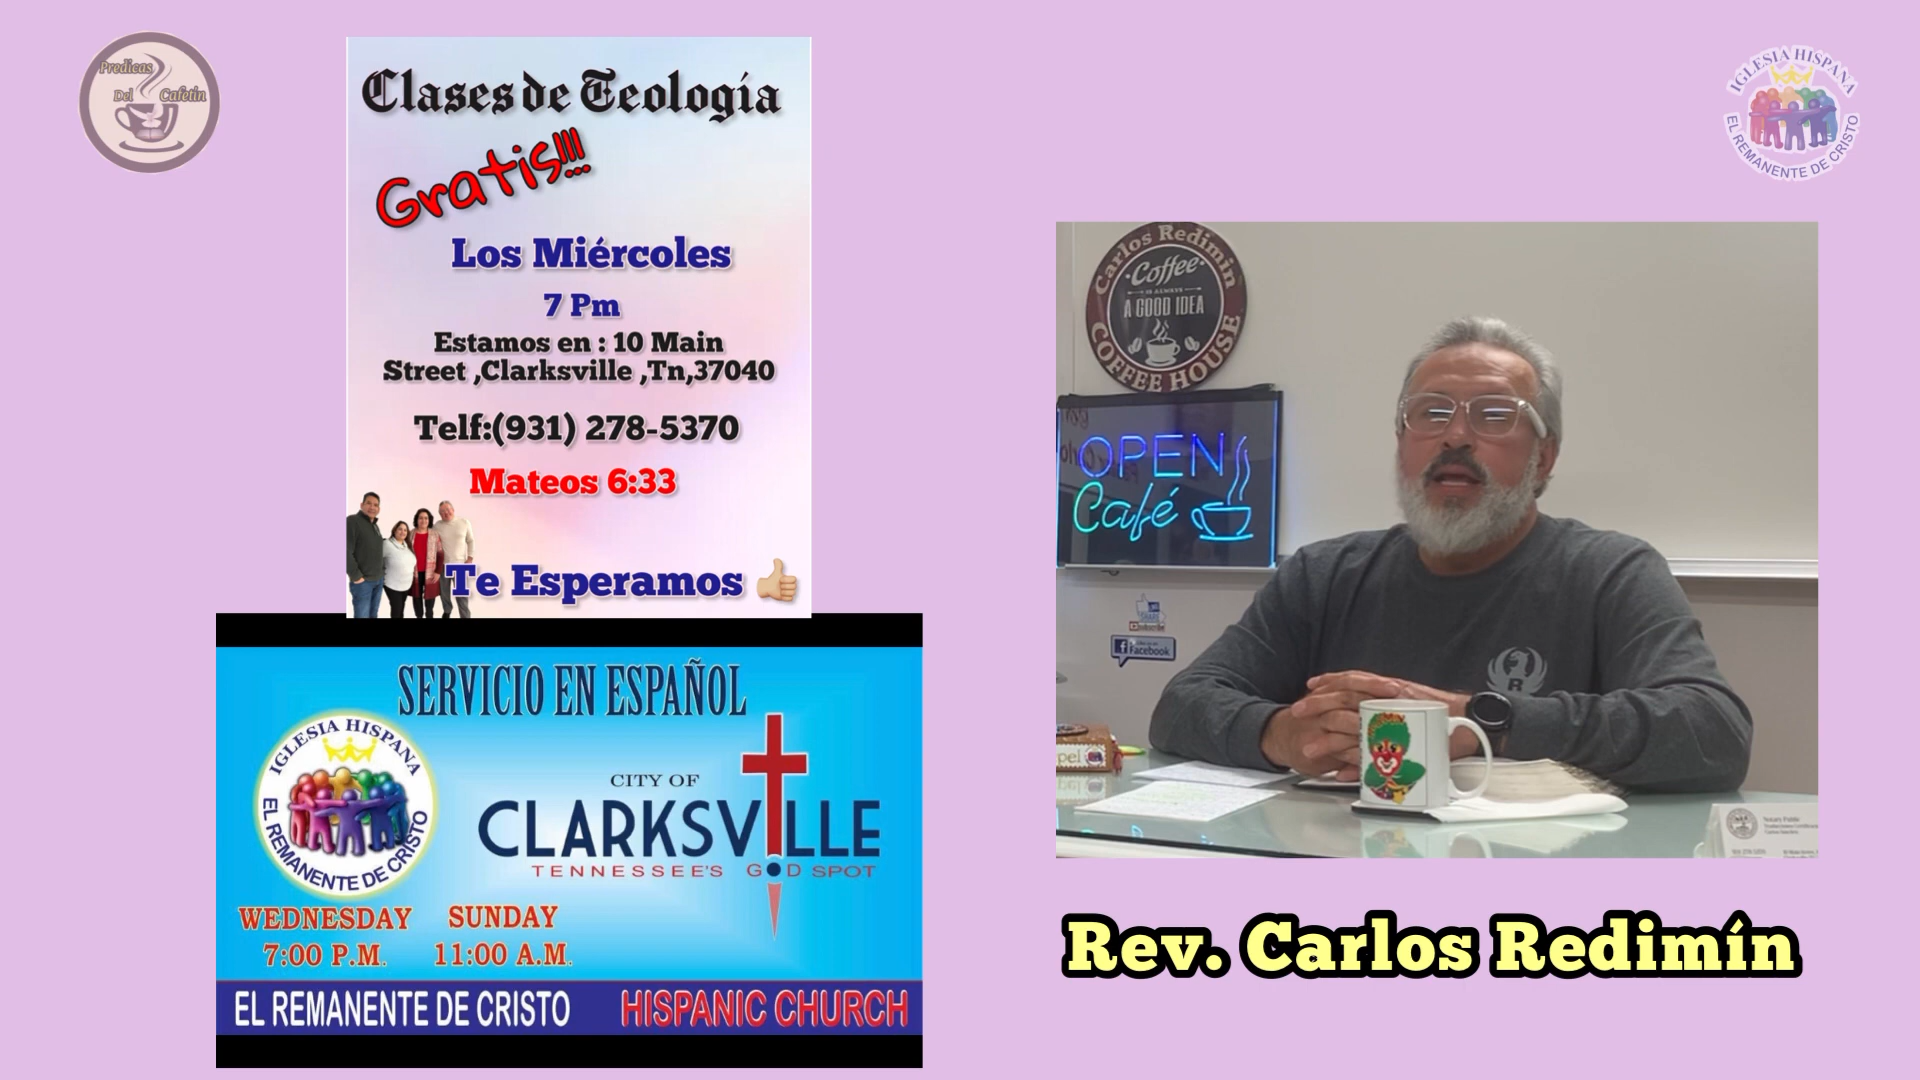 Predicas
Del Cafetin
Clases de Teología
Gratis!!!
Los Miércoles
7 Pm
Estamos en : 10 Main
Street ,Clarksville ,Tn,37040
Telf:(931) 278-5370
Mateos 6:33
Te Esperamos
SERVICIO EN ESPAÑOL
IGLESIA HISPANA
EL REMANENTE DE CRISTO
CITY OF
CLARKSVILLE
TENNESSEE'S GOD SPOT
WEDNESDAY SUNDAY
7:00 P.M. 11:00 A.M.
EL REMANENTE DE CRISTO HISPANIC CHURCH
IGLESIA HISPANA
EL REMANENTE DE CRISTO
Carlos Redimin
Coffee
IS ALWAYS
A GOOD IDEA
COFFEE HOUSE
OPEN
Café
SHARE
Facebook
R
Notary Public
Rev. Carlos Redimín